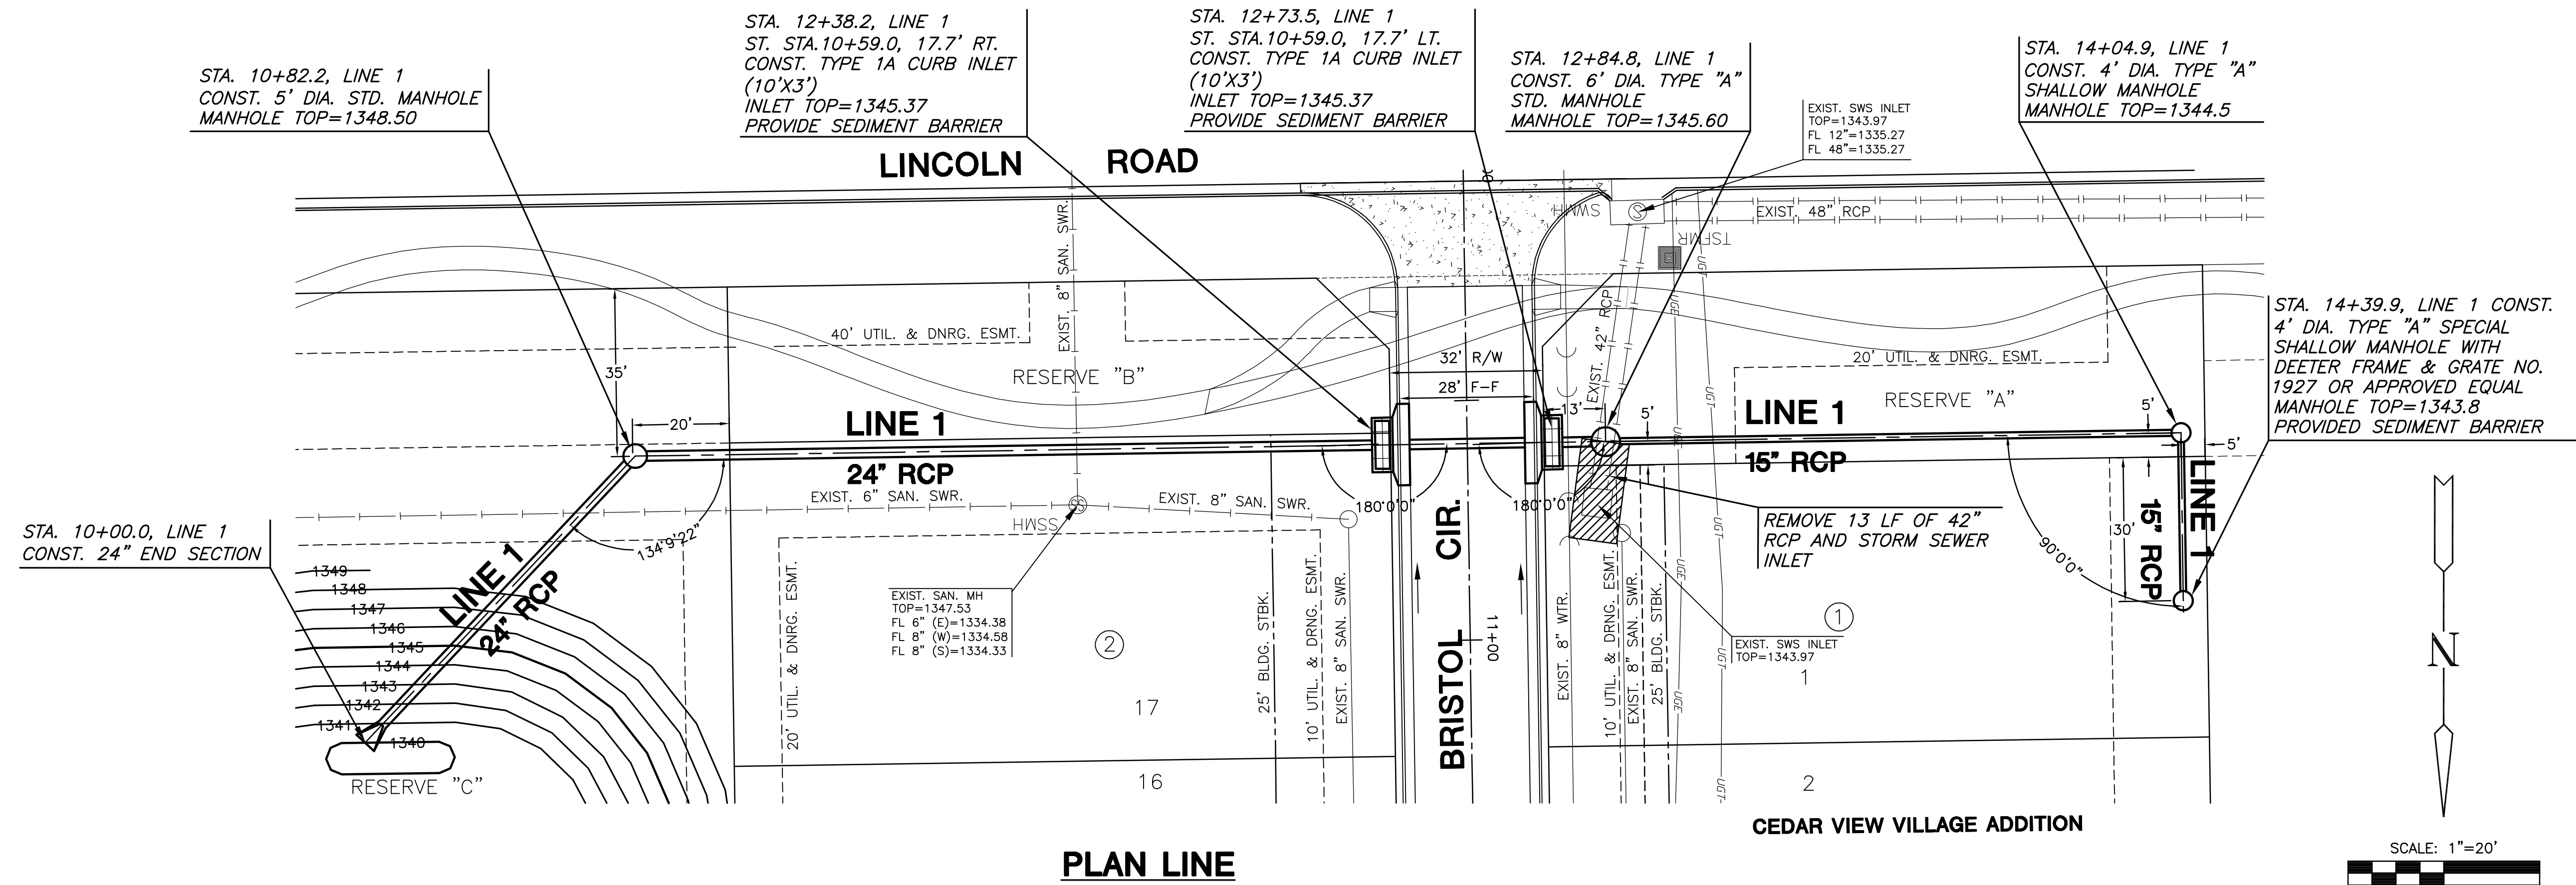 STA. 10+82.2, LINE 1
CONST. 5' DIA. STD. MANHOLE
MANHOLE TOP=1348.50
STA. 12+38.2, LINE 1
ST. STA.10+59.0, 17.7' RT.
CONST. TYPE 1A CURB INLET
(10'X3')
INLET TOP=1345.37
PROVIDE SEDIMENT BARRIER
STA. 12+73.5, LINE 1
ST. STA.10+59.0, 17.7' LT.
CONST. TYPE 1A CURB INLET
(10'X3')
INLET TOP=1345.37
PROVIDE SEDIMENT BARRIER
STA. 12+84.8, LINE 1
CONST. 6' DIA. TYPE "A"
STD. MANHOLE
MANHOLE TOP=1345.60
EXIST. SWS INLET
TOP=1343.97
FL 12"=1335.27
FL 48"=1335.27
STA. 14+04.9, LINE 1
CONST. 4' DIA. TYPE "A"
SHALLOW MANHOLE
MANHOLE TOP=1344.5
STA. 14+39.9, LINE 1 CONST.
4' DIA. TYPE "A" SPECIAL
SHALLOW MANHOLE WITH
DEETER FRAME & GRATE NO.
1927 OR APPROVED EQUAL
MANHOLE TOP=1343.8
PROVIDED SEDIMENT BARRIER
LINCOLN ROAD
EXIST. 8" SAN. SWR.
SWMH
S
EXIST. 48" RCP
TSFMR
UGT
UGE
EXIST. 42" RCP
40' UTIL. & DNRG. ESMT.
RESERVE "B"
32' R/W
28' F-F
20' UTIL. & DNRG. ESMT.
RESERVE "A"
35'
20'
LINE 1
24" RCP
13'
5'
LINE 1
15" RCP
5'
5'
EXIST. 6" SAN. SWR.
EXIST. 8" SAN. SWR.
SS
SSMH
180°0'0"
180°0'0"
134°9'22"
90°0'0"
30'
15" RCP
LINE 1
REMOVE 13 LF OF 42"
RCP AND STORM SEWER
INLET
STA. 10+00.0, LINE 1
CONST. 24" END SECTION
LINE 1
24" RCP
1349
1348
1347
1346
1345
1344
1343
1342
1341
1340
RESERVE "C"
20' UTIL. & DNRG. ESMT.
EXIST. SAN. MH
TOP=1347.53
FL 6" (E)=1334.38
FL 8" (W)=1334.58
FL 8" (S)=1334.33
2
17
16
25' BLDG. STBK.
10' UTIL. & DRNG. ESMT.
EXIST. 8" SAN. SWR.
BRISTOL CIR.
11+00
EXIST. 8" WTR.
10' UTIL. & DRNG. ESMT.
EXIST. 8" SAN. SWR.
25' BLDG. STBK.
UGE
UGT
UGE
UGT
UGT
EXIST. SWS INLET
TOP=1343.97
1
1
2
CEDAR VIEW VILLAGE ADDITION
N
SCALE: 1"=20'
PLAN LINE